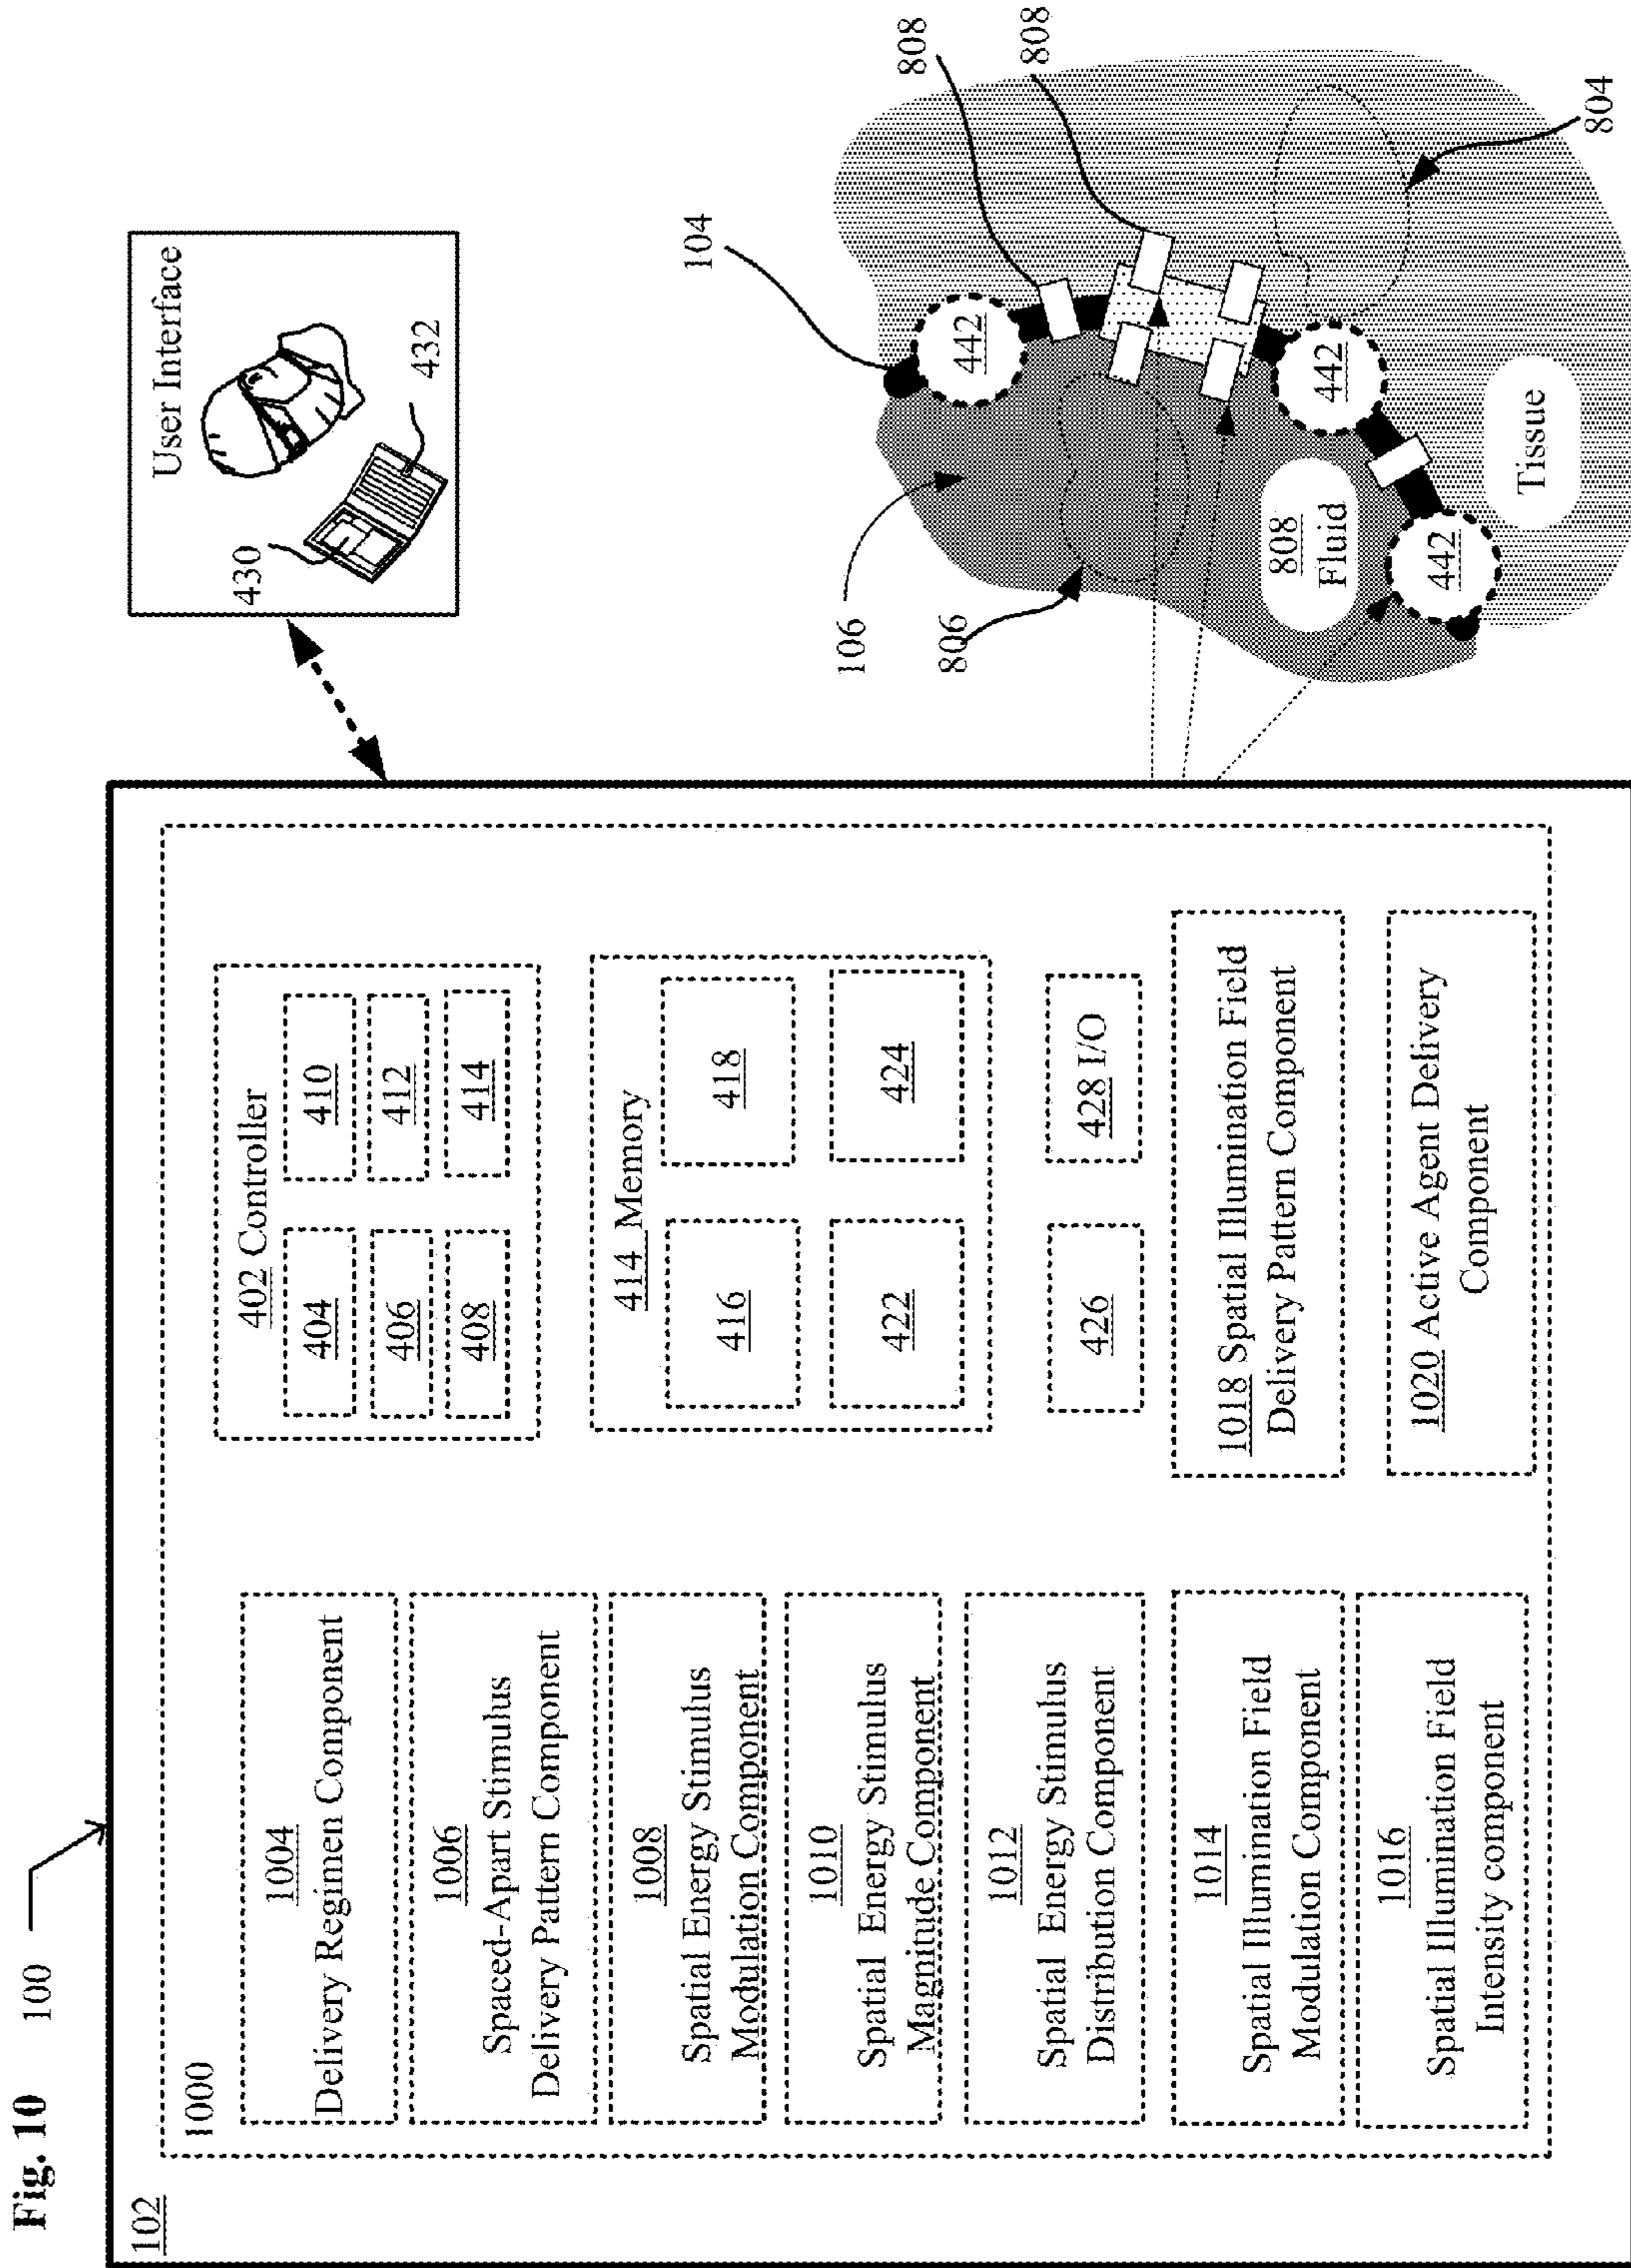 Fig. 10
100
102
1000
1004
Delivery Regimen Component
1006
Spaced-Apart Stimulus
Delivery Pattern Component
1008
Spatial Energy Stimulus
Modulation Component
1010
Spatial Energy Stimulus
Magnitude Component
1012
Spatial Energy Stimulus
Distribution Component
1014
Spatial Illumination Field
Modulation Component
1016
Spatial Illumination Field
Intensity component
402 Controller
404
410
406
412
408
414
414 Memory
416
418
422
424
426
428 I/O
1018 Spatial Illumination Field
Delivery Pattern Component
1020 Active Agent Delivery
Component
User Interface
430
432
104
808
808
106
806
442
808
Fluid
442
442
Tissue
804